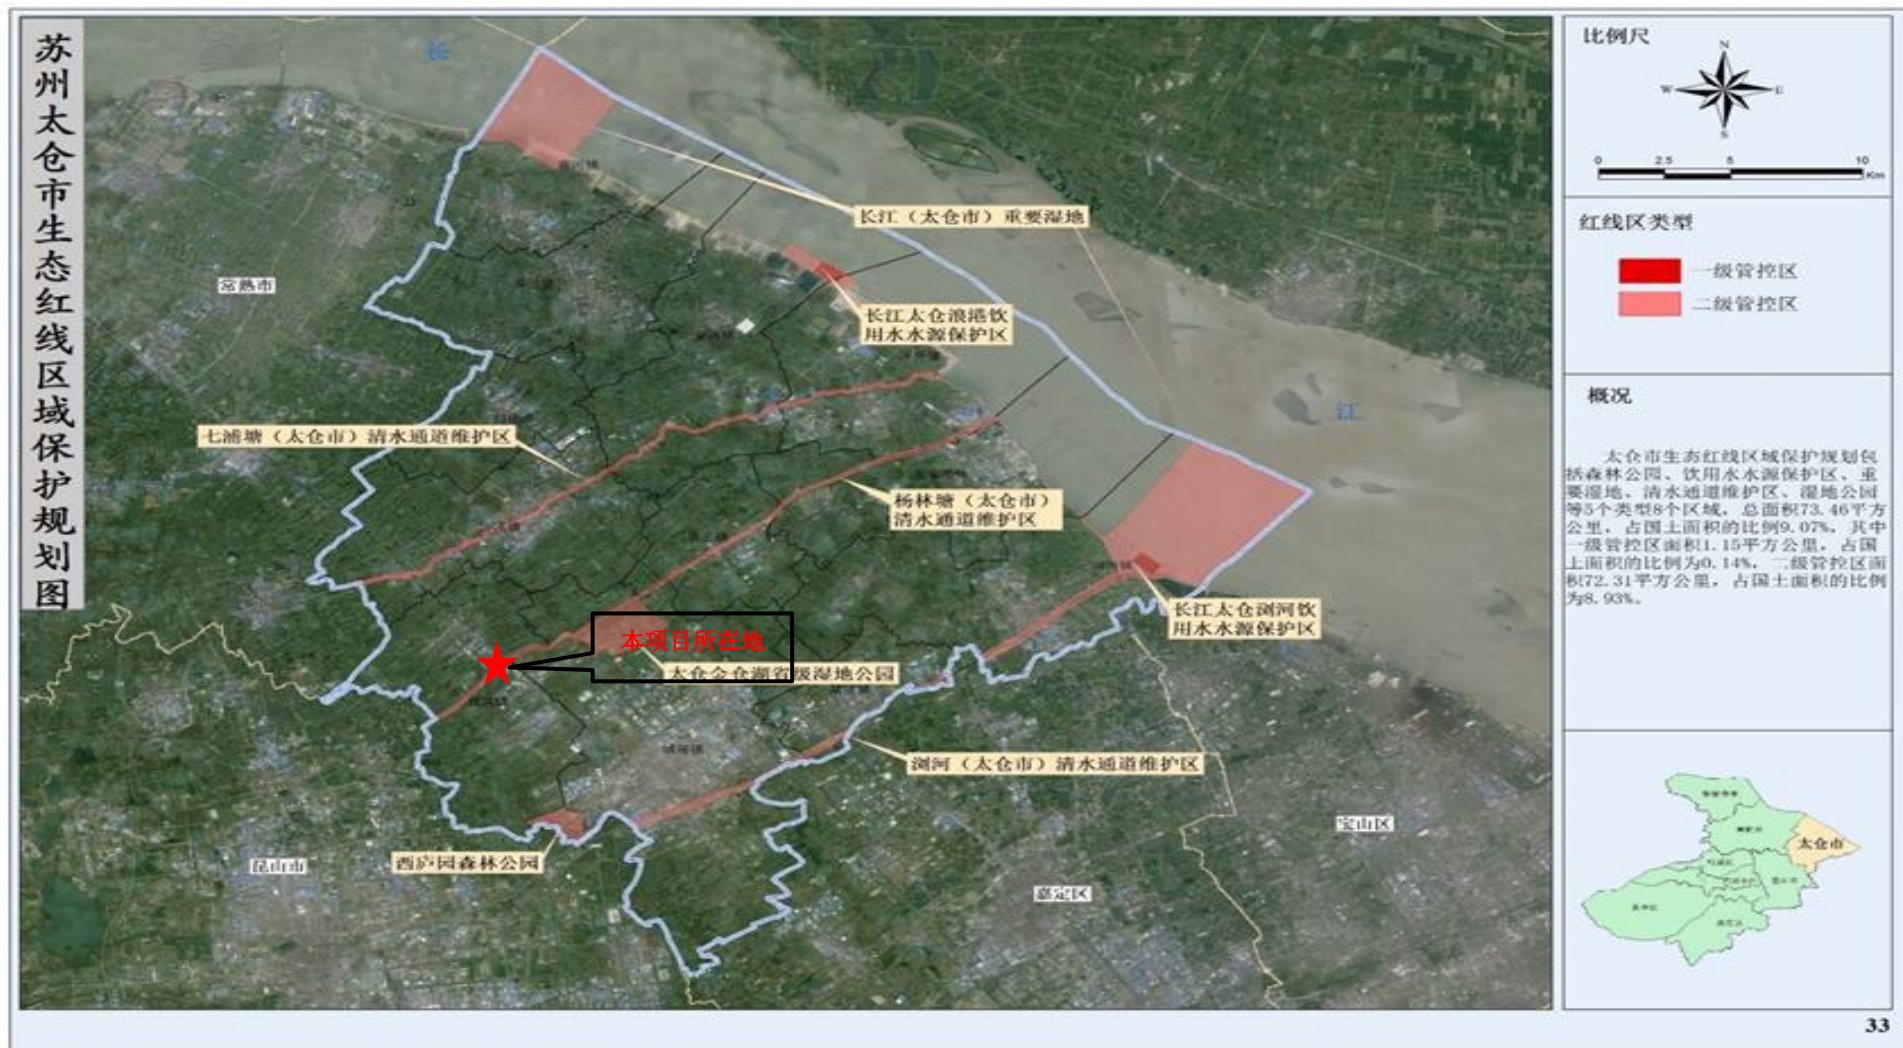 苏州太仓市生态红线区域保护规划图
长
江
常熟市
长江（太仓市）重要湿地
长江太仓浪港饮
用水水源保护区
七浦塘（太仓市）清水通道维护区
杨林塘（太仓市）
清水通道维护区
长江太仓浏河饮
用水水源保护区
本项目所在地
太仓金仓湖省级湿地公园
浏河（太仓市）清水通道维护区
西庐园森林公园
昆山市
嘉定区
宝山区
城厢镇
比例尺
N
W
E
S
0 2.5 5 10
Km
红线区类型
一级管控区
二级管控区
概况
太仓市生态红线区域保护规划包
括森林公园、饮用水水源保护区、重
要湿地、清水通道维护区、湿地公园
等5个类型8个区域，总面积73.46平方
公里，占国土面积的比例9.07%，其中
一级管控区面积1.15平方公里，占国
土面积的比例为0.14%，二级管控区面
积72.31平方公里，占国土面积的比例
为8.93%。
太仓市
33